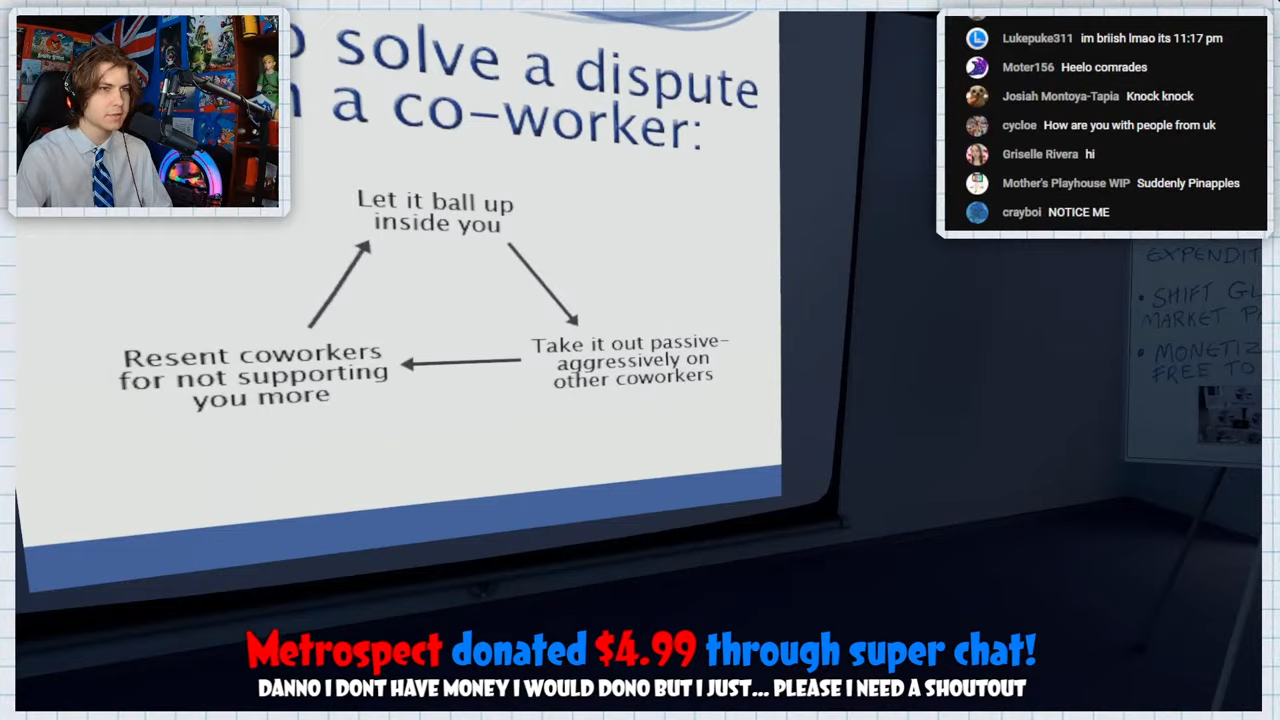 solve a dispute
a co-worker:
Let it ball up
inside you
Take it out passive-
aggressively on
other coworkers
Resent coworkers
for not supporting
you more
Lukepuke311 im briish lmao its 11:17 pm
Moter156 Heelo comrades
Josiah Montoya-Tapia Knock knock
cycloe How are you with people from uk
Griselle Rivera hi
Mother's Playhouse WIP Suddenly Pinapples
crayboi NOTICE ME
EXPENDIT
• SHIFT GL
MARKET P
• MONETIZ
FREE TO
Metrospect donated $4.99 through super chat!
DANNO I DONT HAVE MONEY I WOULD DONO BUT I JUST... PLEASE I NEED A SHOUTOUT